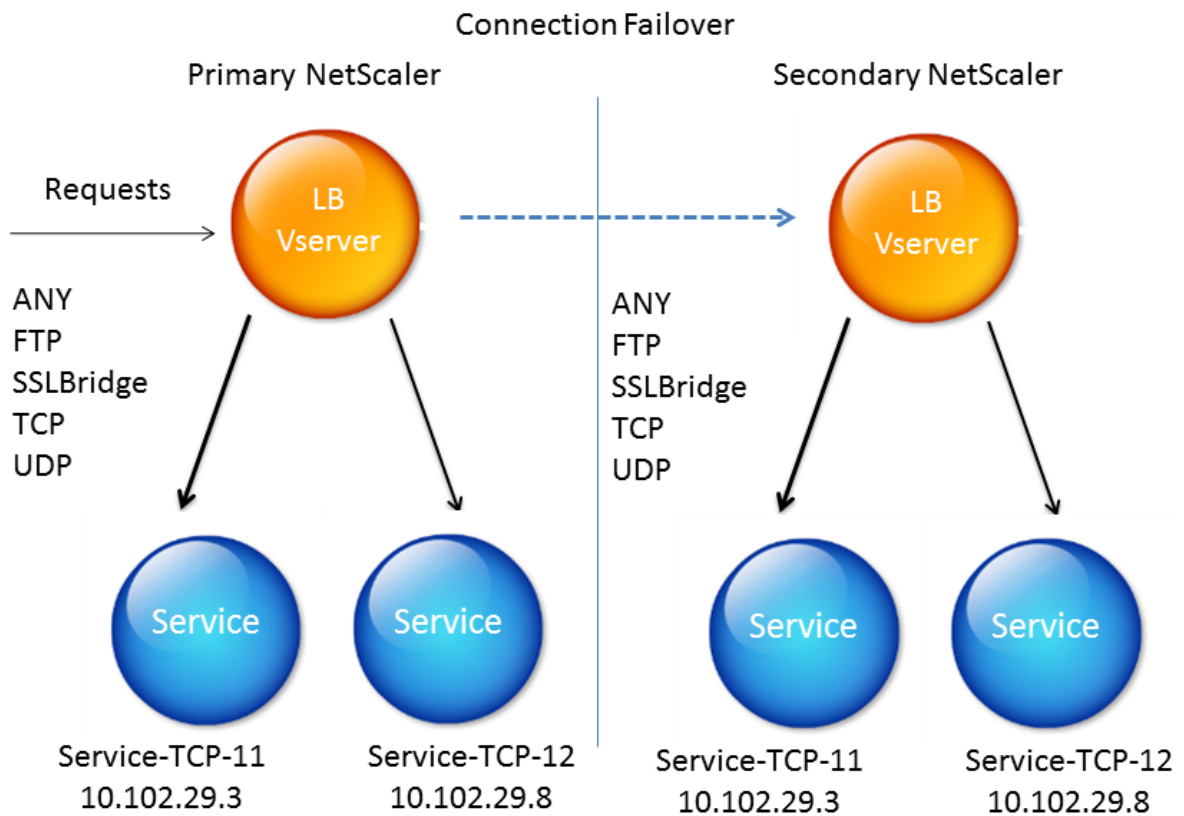 Connection Failover
Primary NetScaler
Secondary NetScaler
Requests
LB
Vserver
LB
Vserver
ANY
FTP
SSLBridge
TCP
UDP
ANY
FTP
SSLBridge
TCP
UDP
Service
Service
Service
Service
Service-TCP-11
10.102.29.3
Service-TCP-12
10.102.29.8
Service-TCP-11
10.102.29.3
Service-TCP-12
10.102.29.8